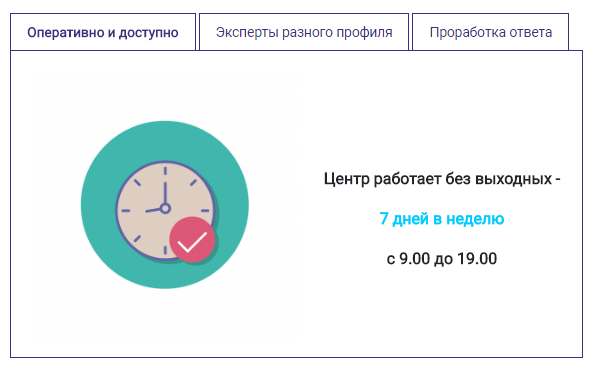 Оперативно и доступно
Эксперты разного профиля
Проработка ответа
Центр работает без выходных -
7 дней в неделю
с 9.00 до 19.00